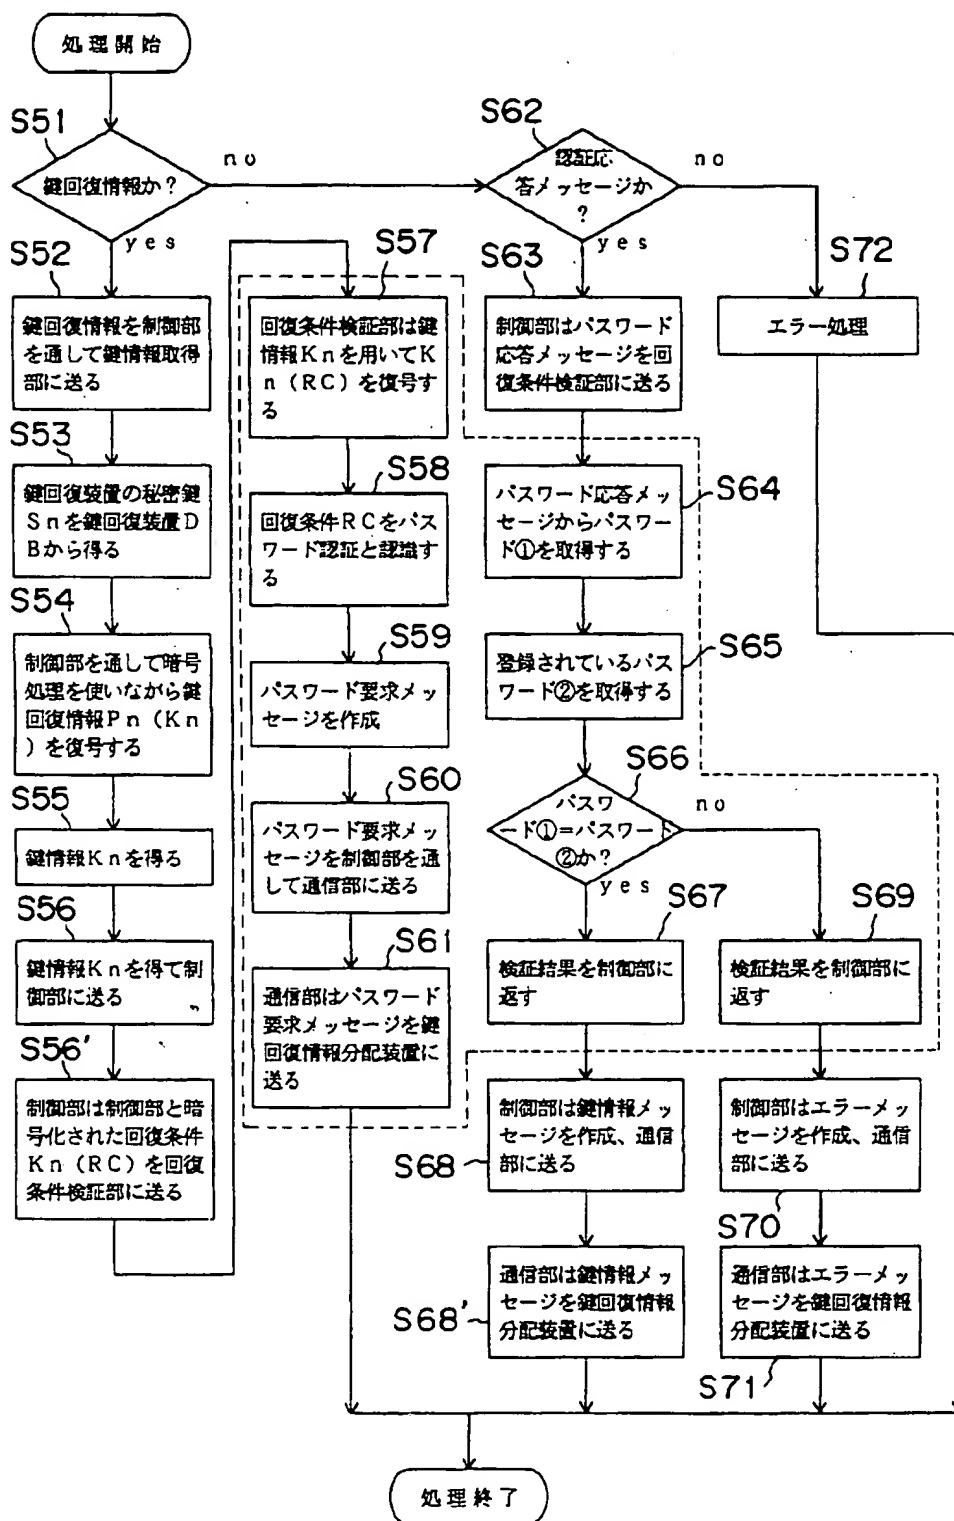 処理開始
S51
鍵回復情報か?
no
yes
S52
鍵回復情報を制御部
を通して鍵情報取得
部に送る
S53
鍵回復装置の秘密鍵
Snを鍵回復装置D
Bから得る
S54
制御部を通して暗号
処理を使いながら鍵
回復情報Pn(Kn
)を復号する
S55
鍵情報Knを得る
S56
鍵情報Knを得て制
御部に送る
S56'
制御部は制御部と暗
号化された回復条件
Kn(RC)を回復
条件検証部に送る
S57
回復条件検証部は鍵
情報Knを用いてK
n(RC)を復号す
る
S58
回復条件RCをパス
ワード認証と認識す
る
S59
パスワード要求メッ
セージを作成
S60
パスワード要求メッ
セージを制御部を通
して通信部に送る
S61
通信部はパスワード
要求メッセージを鍵
回復情報分配装置に
送る
S62
認証応
答メッセージか
?
no
yes
S63
制御部はパスワード
応答メッセージを回
復条件検証部に送る
S64
パスワード応答メッ
セージからパスワー
ド①を取得する
S65
登録されているパス
ワード②を取得する
S66
パスワ
ード①=パスワード
②か?
no
yes
S67
検証結果を制御部に
返す
S68
制御部は鍵情報メッ
セージを作成、通信
部に送る
S68'
通信部は鍵情報メッ
セージを鍵回復情報
分配装置に送る
S69
検証結果を制御部に
返す
S70
制御部はエラーメッ
セージを作成、通信
部に送る
S71
通信部はエラーメッ
セージを鍵回復情報
分配装置に送る
S72
エラー処理
処理終了